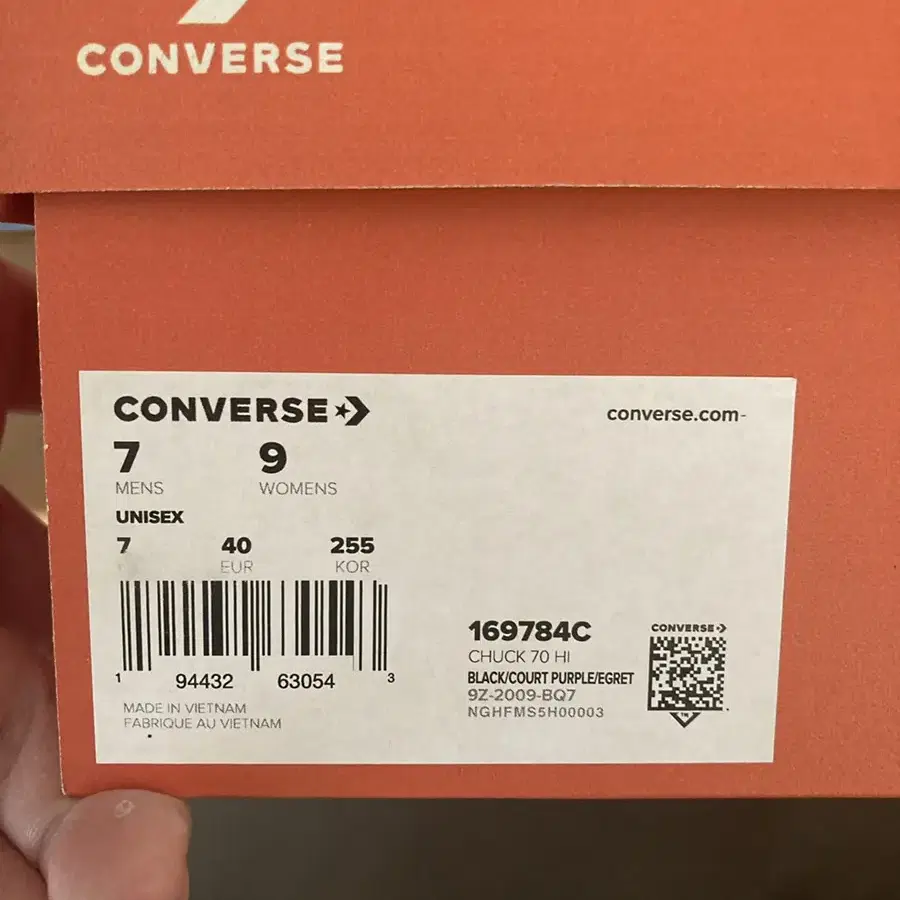 CONVERSE
CONVERSE
converse.com-
7 9
MENS WOMENS
UNISEX
7 40 255
EUR KOR
1 94432 63054 3
MADE IN VIETNAM
FABRIQUE AU VIETNAM
169784C
CHUCK 70 HI
BLACK/COURT PURPLE/EGRET
9Z-2009-BQ7
NGHFMS5H00003
CONVERSE
TM